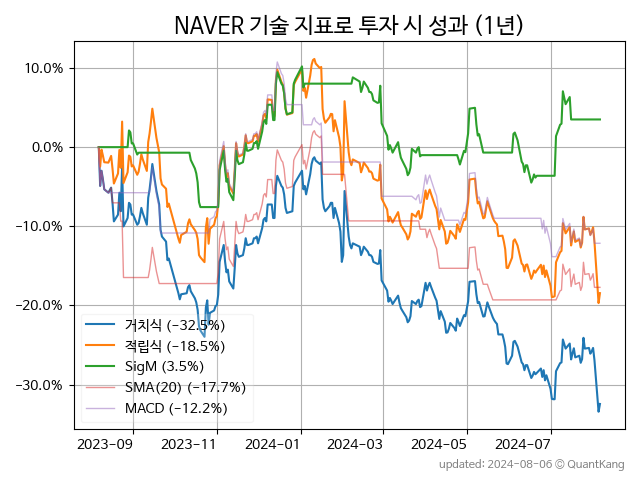 NAVER 기술 지표로 투자 시 성과 (1년)
10.0%
0.0%
−10.0%
−20.0%
−30.0%
거치식 (−32.5%)
적립식 (−18.5%)
SigM (3.5%)
SMA(20) (−17.7%)
MACD (−12.2%)
2023-09 2023-11 2024-01 2024-03 2024-05 2024-07
updated: 2024-08-06 © QuantKang